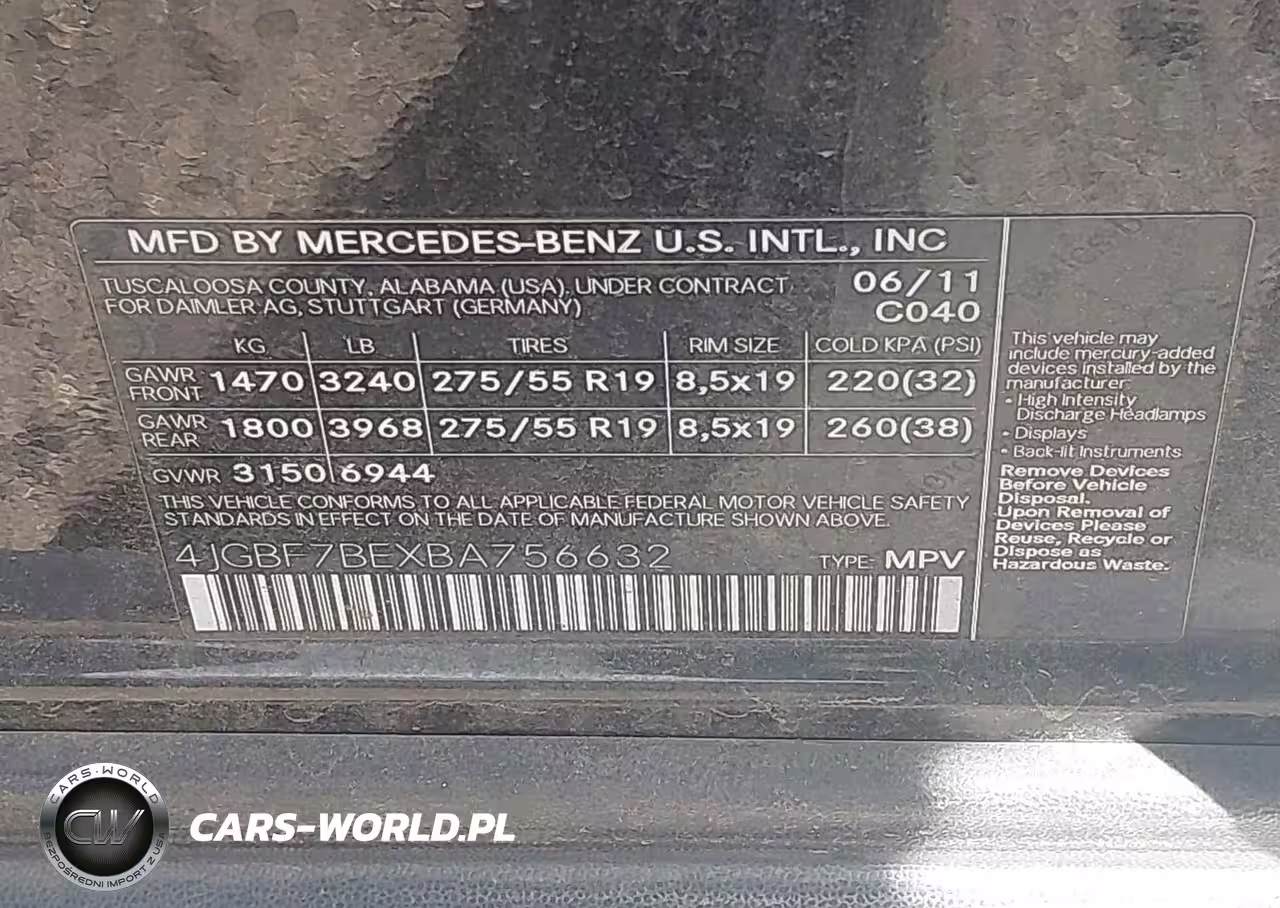 MFD BY MERCEDES-BENZ U.S. INTL., INC
TUSCALOOSA COUNTY, ALABAMA (USA), UNDER CONTRACT
FOR DAIMLER AG, STUTTGART (GERMANY)
06/11
C040
KG LB TIRES RIM SIZE COLD KPA (PSI)
GAWR FRONT 1470 3240 275/55 R19 8,5x19 220(32)
GAWR REAR 1800 3968 275/55 R19 8,5x19 260(38)
GVWR 3150 6944
THIS VEHICLE CONFORMS TO ALL APPLICABLE FEDERAL MOTOR VEHICLE SAFETY
STANDARDS IN EFFECT ON THE DATE OF MANUFACTURE SHOWN ABOVE.
4JGBF7BEXBA756632 TYPE: MPV
This vehicle may
include mercury-added
devices installed by the
manufacturer:
• High Intensity
Discharge Headlamps
• Displays
• Back-lit Instruments
Remove Devices
Before Vehicle
Disposal.
Upon Removal of
Devices Please
Reuse, Recycle or
Dispose as
Hazardous Waste.
CARS-WORLD
CW
BEZPOŚREDNI IMPORT Z USA
CARS-WORLD.PL